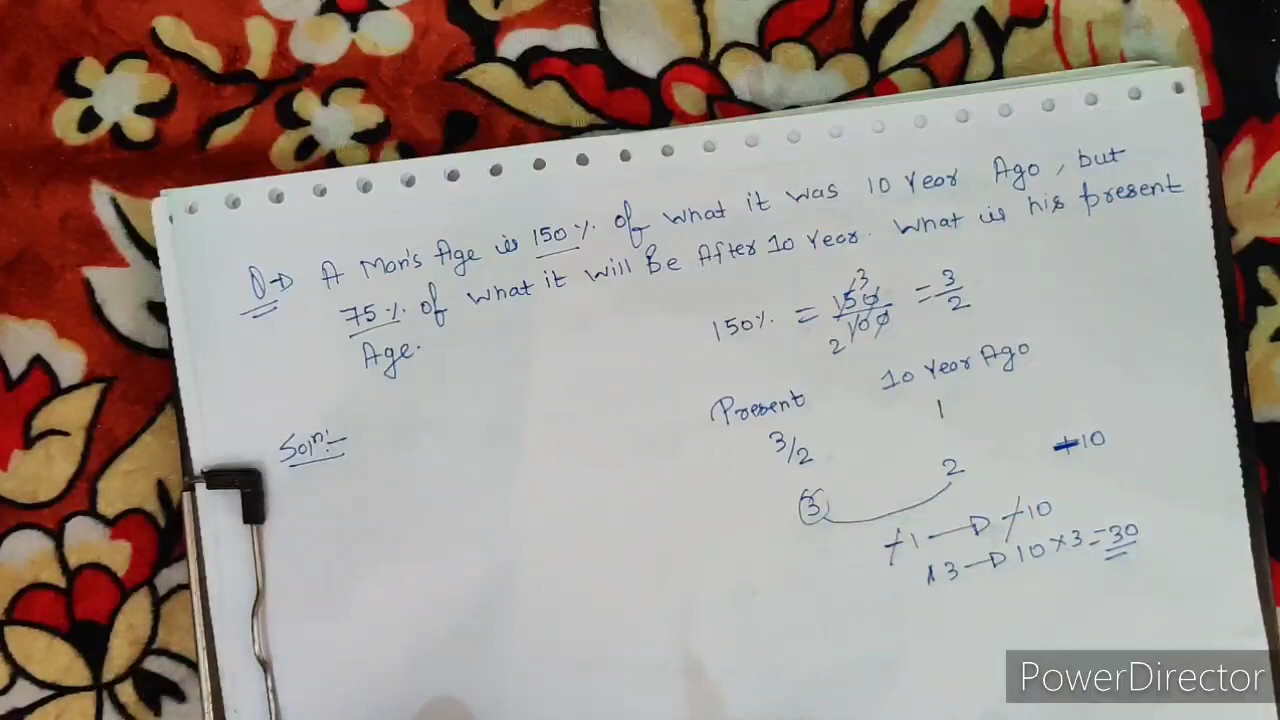 Q→ A Man's Age is 150% of what it was 10 Year Ago, but
75% of what it will be After 10 Year. What is his present
Age.
150% = 150/100 = 3/2
3
2
Present 10 Year Ago
3/2 1
Soln:-
3 2 +10
+1 → +10
3 → 10 × 3 = 30
PowerDirector